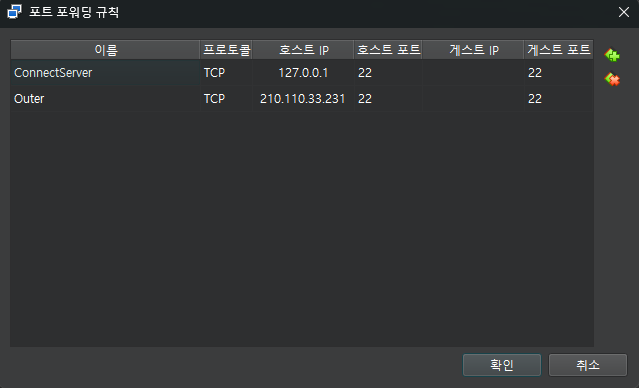 포트 포워딩 규칙
이름 프로토콜 호스트 IP 호스트 포트 게스트 IP 게스트 포트
ConnectServer TCP 127.0.0.1 22 22
Outer TCP 210.110.33.231 22 22
확인 취소